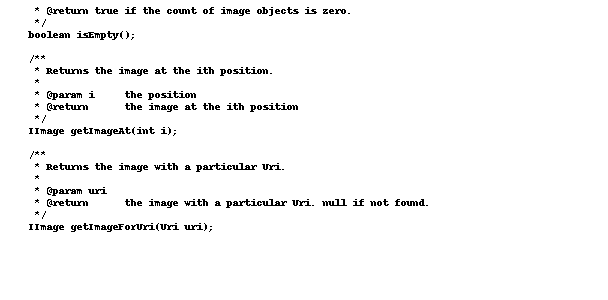 * @return true if the count of image objects is zero.
*/
boolean isEmpty();
/**
* Returns the image at the ith position.
*
* @param i     the position
* @return      the image at the ith position
*/
IImage getImageAt(int i);
/**
* Returns the image with a particular Uri.
*
* @param uri
* @return      the image with a particular Uri. null if not found.
*/
IImage getImageForUri(Uri uri);